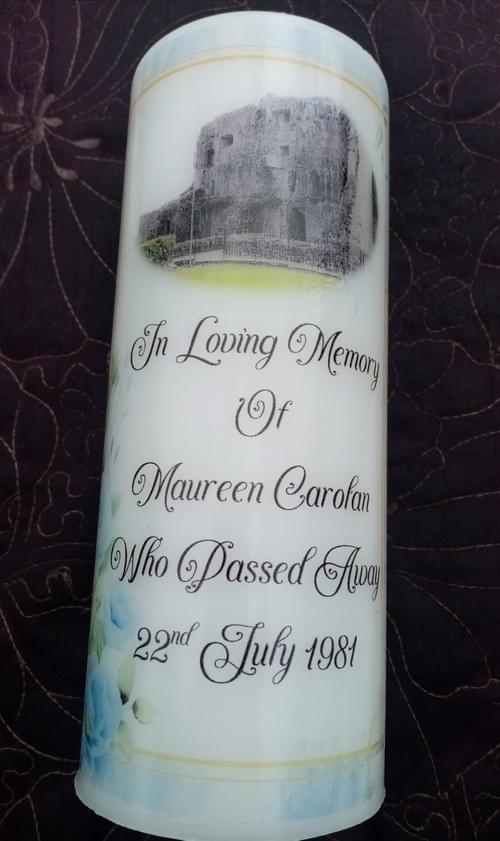 In Loving Memory
Of
Maureen Carolan
Who Passed Away
22nd July 1981